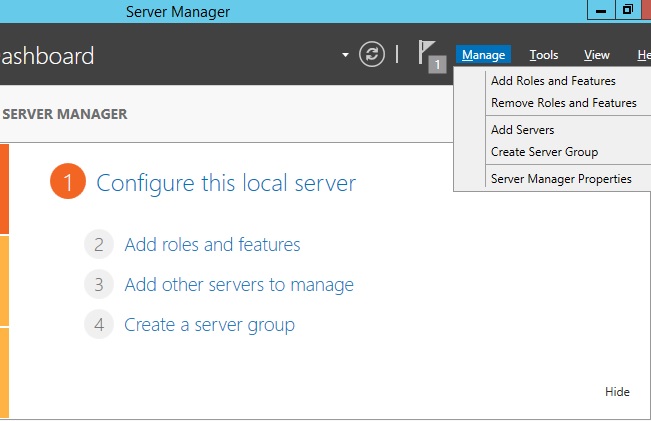 Server Manager
ashboard
1
Manage
Tools
View
He
Add Roles and Features
Remove Roles and Features
Add Servers
Create Server Group
Server Manager Properties
SERVER MANAGER
1 Configure this local server
2 Add roles and features
3 Add other servers to manage
4 Create a server group
Hide